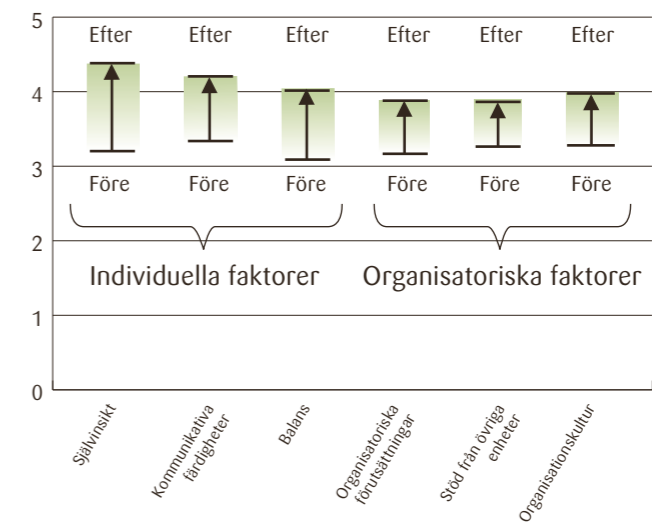 5
Efter Efter Efter Efter Efter Efter
4
3
Före Före Före Före Före Före
2
Individuella faktorer Organisatoriska faktorer
1
0
Självinsikt
Kommunikativa
färdigheter
Balans
Organisatoriska
förutsättningar
Stöd från övriga
enheter
Organisationskultur